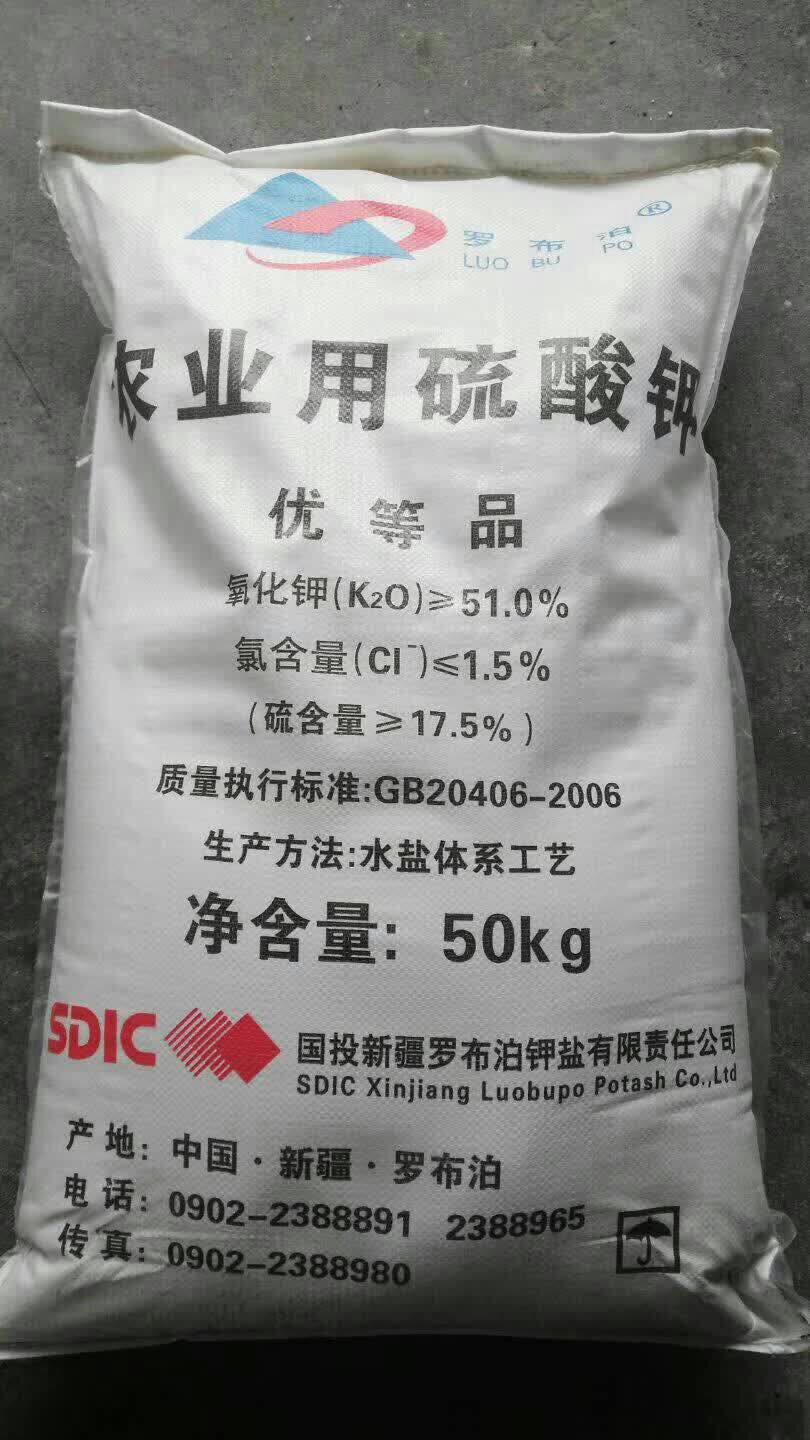 罗布泊®
LUO BU PO
农业用硫酸钾
优等品
氧化钾(K₂O)≥51.0%
氯含量(Cl⁻)≤1.5%
(硫含量≥17.5%)
质量执行标准:GB20406-2006
生产方法:水盐体系工艺
净含量: 50kg
SDIC 国投新疆罗布泊钾盐有限责任公司
SDIC Xinjiang Luobupo Potash Co.,Ltd
产地: 中国·新疆·罗布泊
电话: 0902-2388891 2388965
传真: 0902-2388980